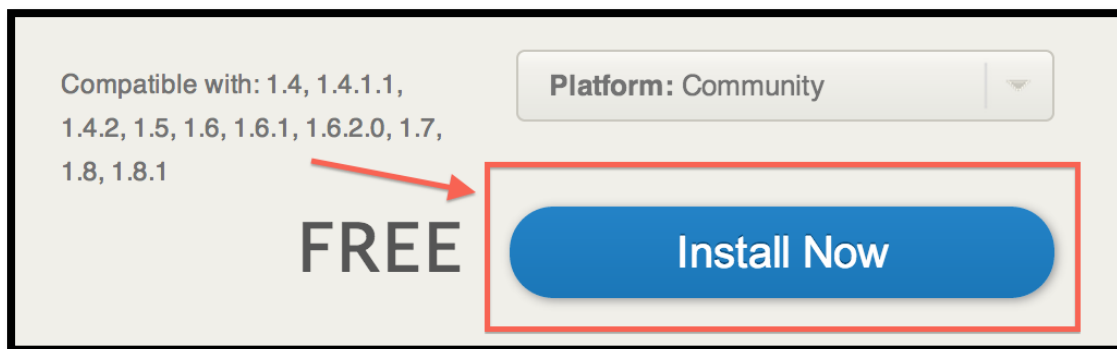 Compatible with: 1.4, 1.4.1.1,
1.4.2, 1.5, 1.6, 1.6.1, 1.6.2.0, 1.7,
1.8, 1.8.1
Platform: Community
FREE
Install Now